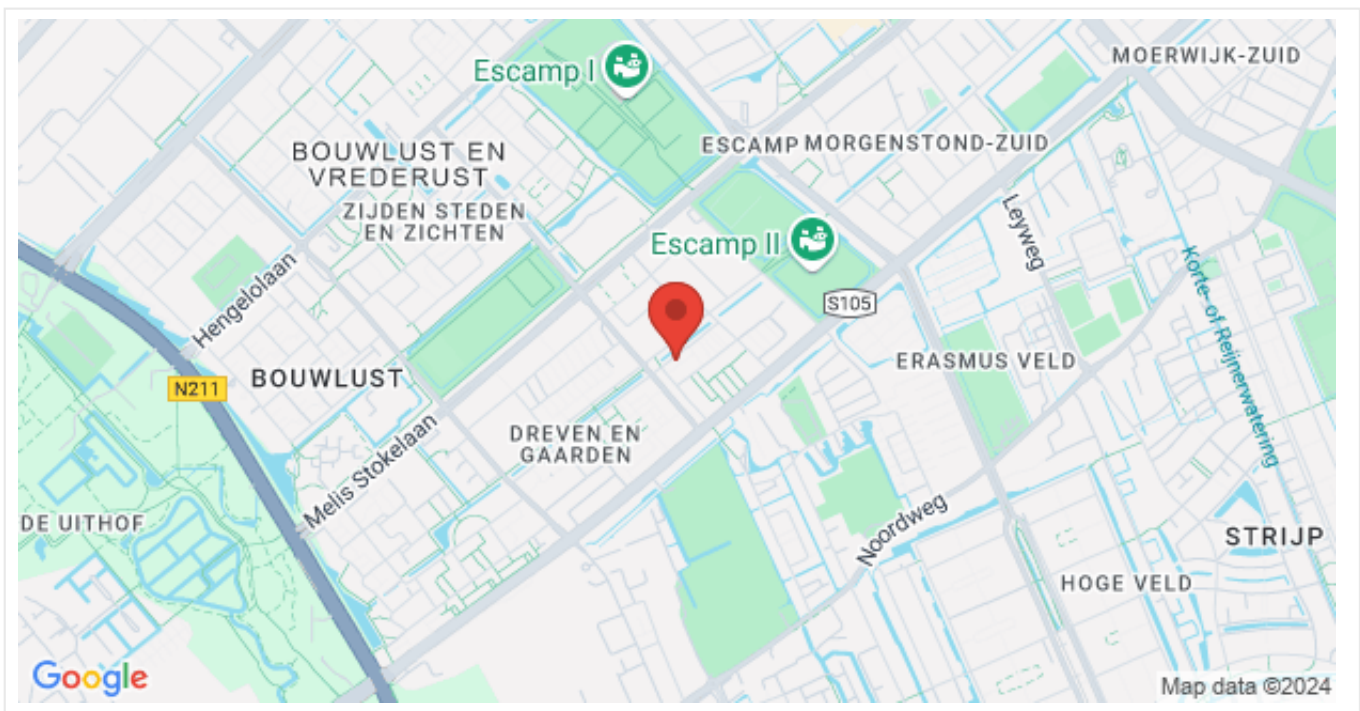 Escamp I
MOERWIJK-ZUID
ESCAMP
MORGENSTOND-ZUID
BOUWLUST EN
VREDERUST
ZIJDEN STEDEN
EN ZICHTEN
Leyweg
Escamp II
Korte- of Reijnerwatering
Hengelolaan
S105
ERASMUS VELD
N211
BOUWLUST
DREVEN EN
GAARDEN
Melis Stokelaan
DE UITHOF
Noordweg
STRIJP
HOGE VELD
Google
Map data ©2024